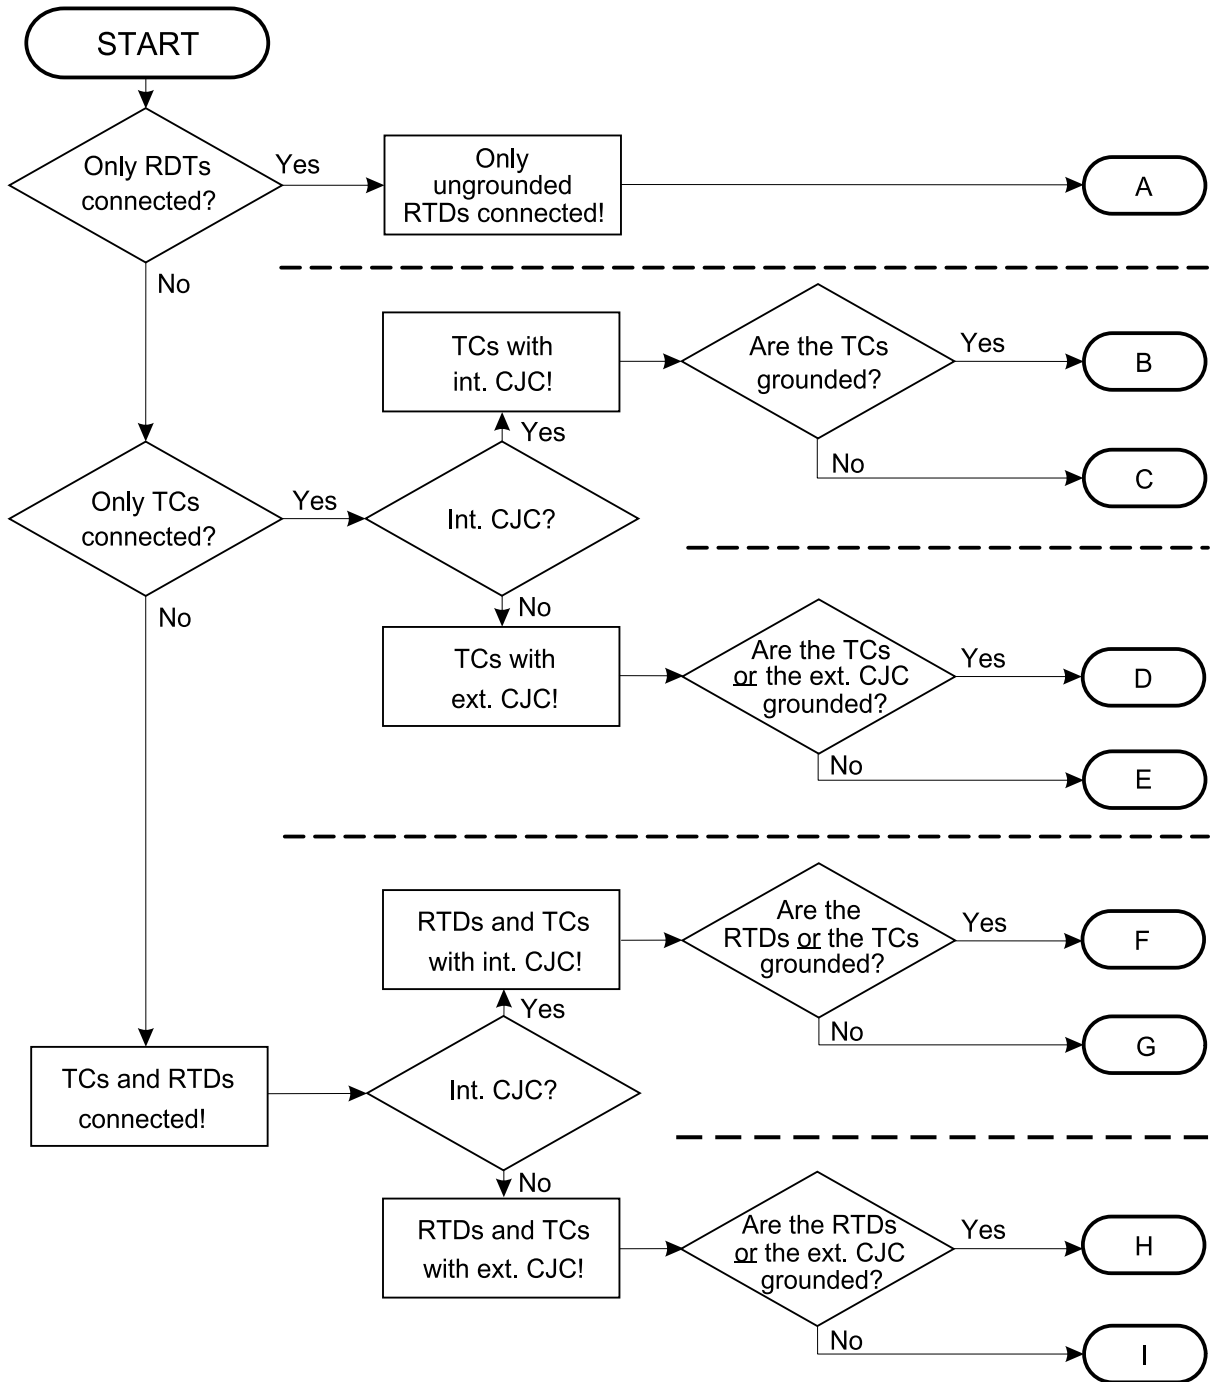 START
Only RDTs
connected?
Yes
Only
ungrounded
RTDs connected!
A
No
TCs with
int. CJC!
Are the TCs
grounded?
Yes
B
Yes
No
C
Only TCs
connected?
Yes
Int. CJC?
No
No
TCs with
ext. CJC!
Are the TCs
or the ext. CJC
grounded?
Yes
D
No
E
RTDs and TCs
with int. CJC!
Are the
RTDs or the TCs
grounded?
Yes
F
Yes
No
G
TCs and RTDs
connected!
Int. CJC?
No
RTDs and TCs
with ext. CJC!
Are the RTDs
or the ext. CJC
grounded?
Yes
H
No
I